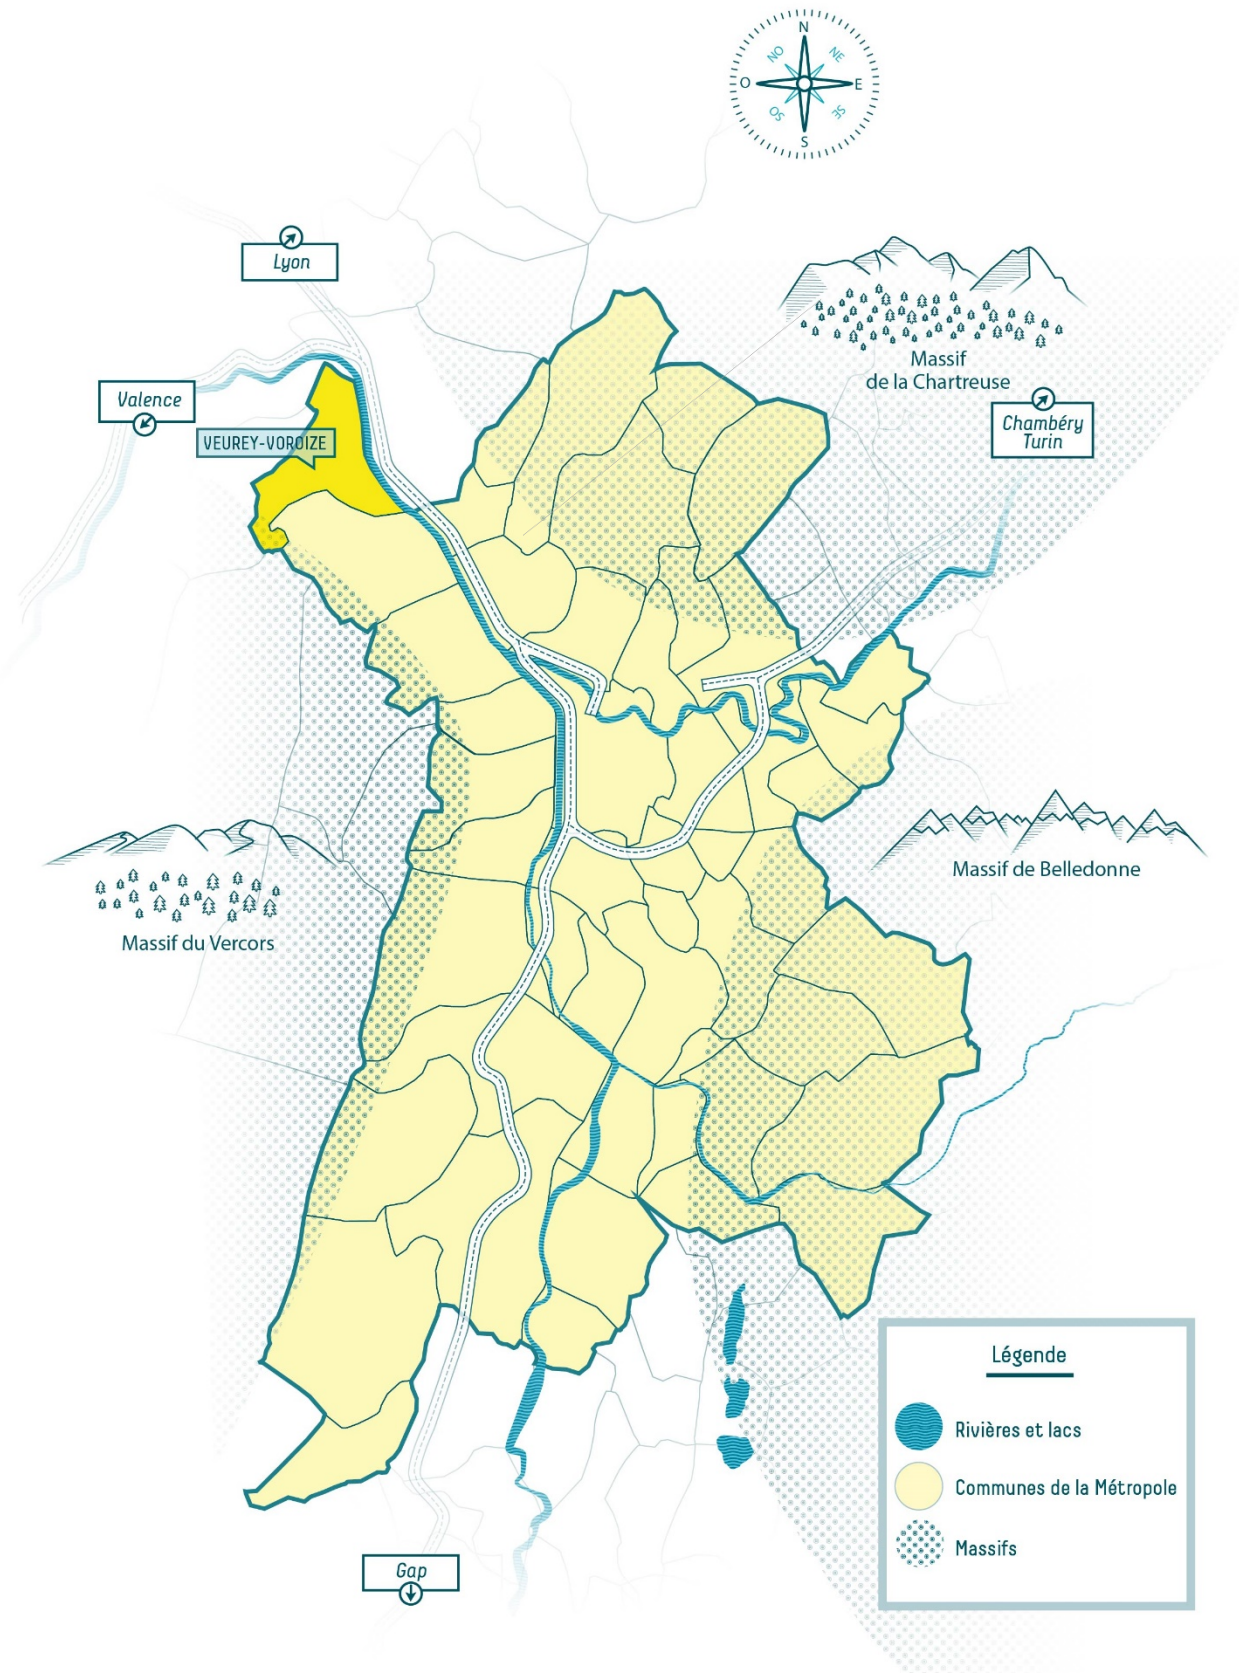 N
NO
NE
O
E
SO
SE
S
Lyon
Massif
de la Chartreuse
Valence
Chambéry
Turin
VEUREY-VOROIZE
Massif de Belledonne
Massif du Vercors
Légende
Rivières et lacs
Communes de la Métropole
Massifs
Gap